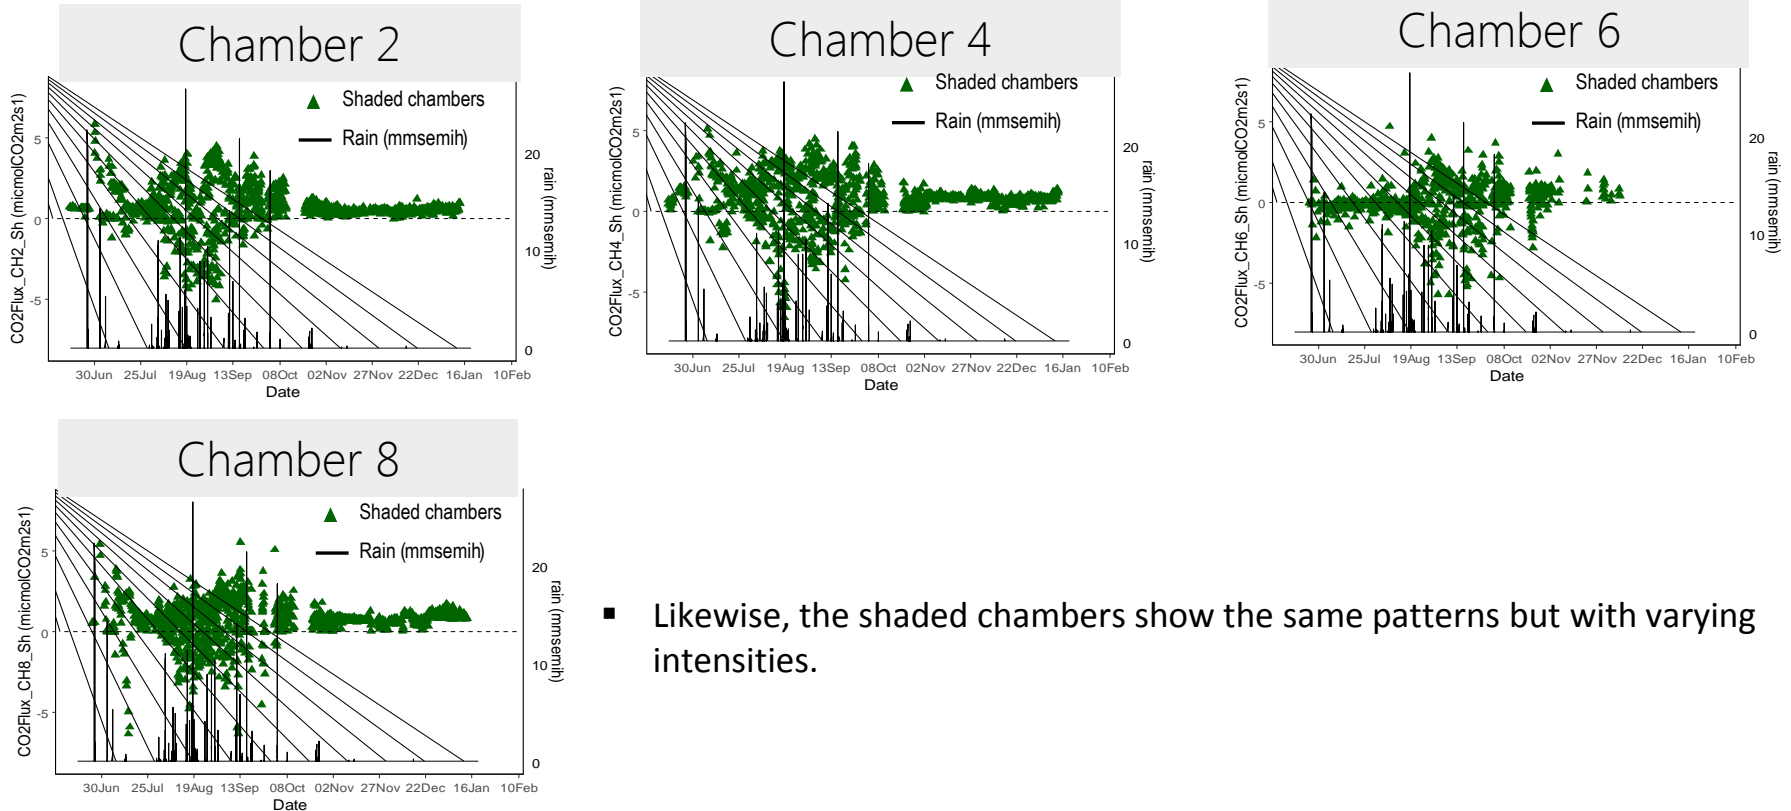 Chamber 2
CO2Flux_CH2_Sh (micmolCO2m2s1)
5
0
-5
Shaded chambers
Rain (mmsemih)
20
10
0
rain (mmsemih)
30Jun 25Jul 19Aug 13Sep 08Oct 02Nov 27Nov 22Dec 16Jan 10Feb
Date
Chamber 4
CO2Flux_CH4_Sh (micmolCO2m2s1)
5
0
-5
Shaded chambers
Rain (mmsemih)
20
10
0
rain (mmsemih)
30Jun 25Jul 19Aug 13Sep 08Oct 02Nov 27Nov 22Dec 16Jan 10Feb
Date
Chamber 6
CO2Flux_CH6_Sh (micmolCO2m2s1)
5
0
-5
Shaded chambers
Rain (mmsemih)
20
10
0
rain (mmsemih)
30Jun 25Jul 19Aug 13Sep 08Oct 02Nov 27Nov 22Dec 16Jan 10Feb
Date
Chamber 8
CO2Flux_CH8_Sh (micmolCO2m2s1)
5
0
-5
Shaded chambers
Rain (mmsemih)
20
10
0
rain (mmsemih)
30Jun 25Jul 19Aug 13Sep 08Oct 02Nov 27Nov 22Dec 16Jan 10Feb
Date
▪ Likewise, the shaded chambers show the same patterns but with varying
intensities.